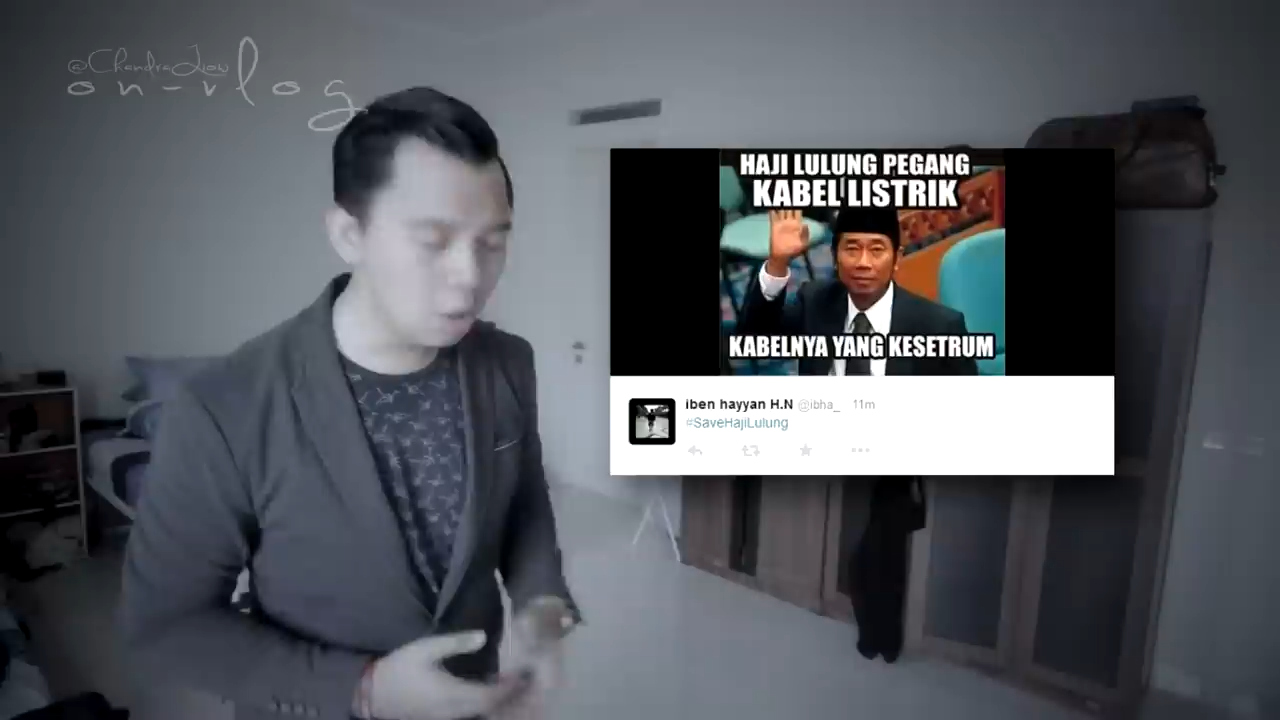 @ChandraLiow
on-vlog
HAJI LULUNG PEGANG
KABEL LISTRIK
KABELNYA YANG KESETRUM
iben hayyan H.N @ibha_ 11m
#SaveHajiLulung